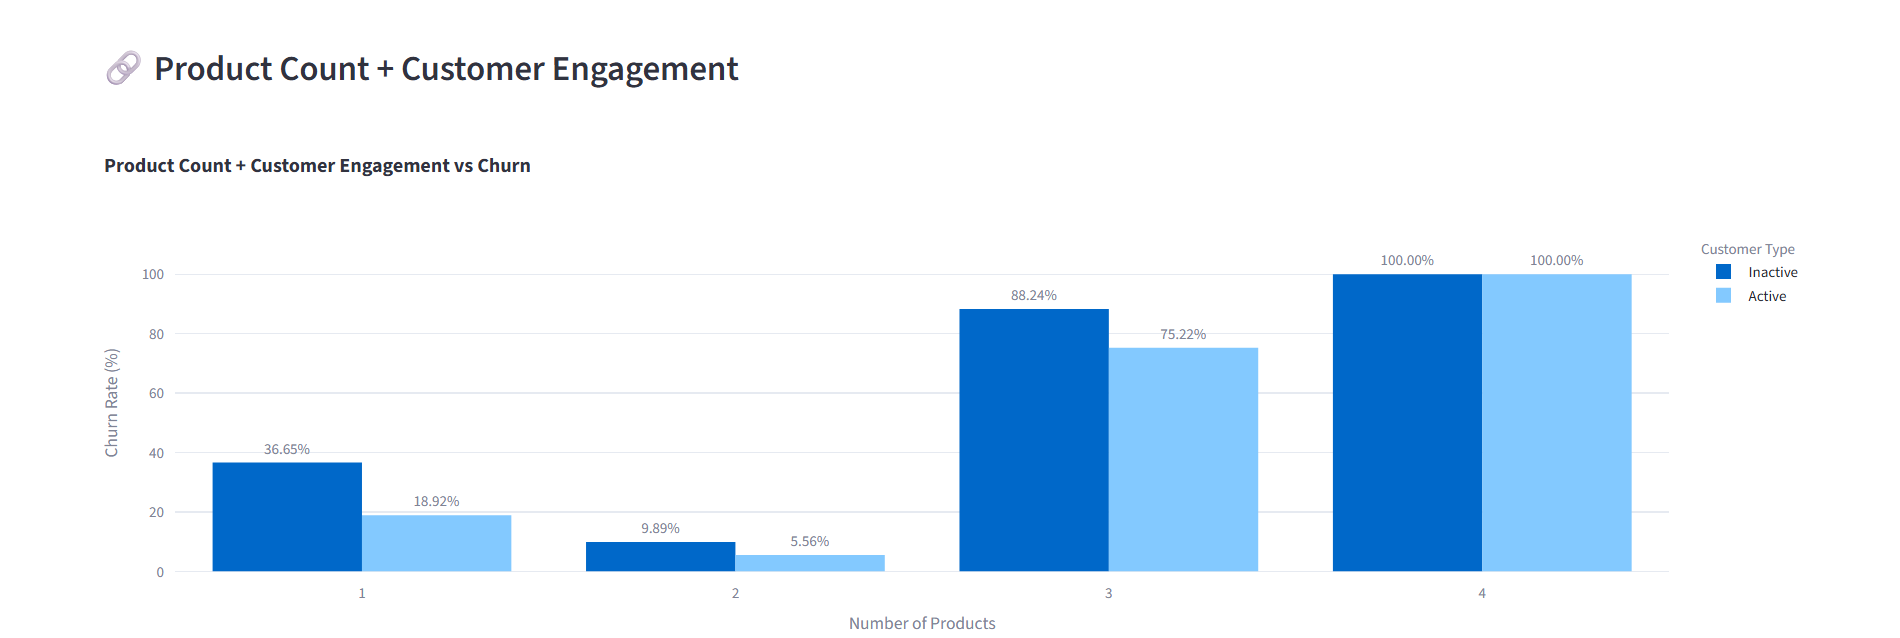 Product Count + Customer Engagement
Product Count + Customer Engagement vs Churn
Customer Type
Inactive
Active
Churn Rate (%)
100
80
60
40
20
0
36.65%
18.92%
9.89%
5.56%
88.24%
75.22%
100.00%
100.00%
1
2
3
4
Number of Products